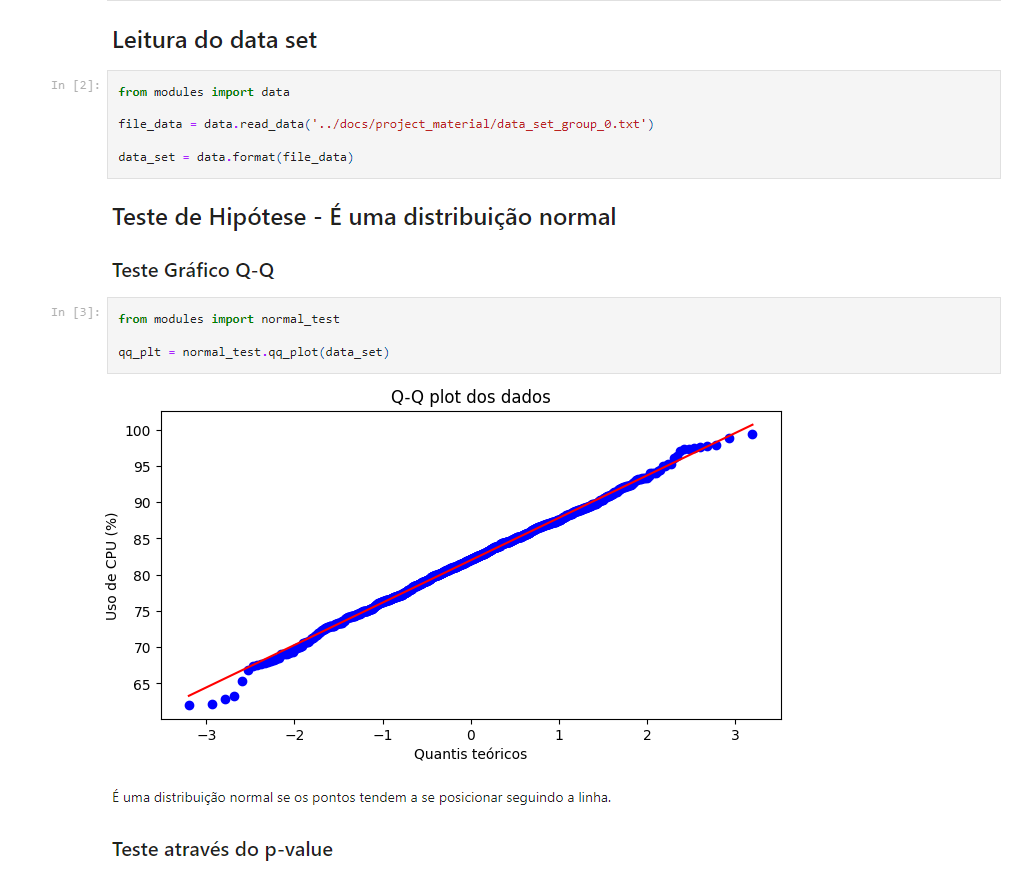 Leitura do data set
In [2]:
from modules import data
file_data = data.read_data('../docs/project_material/data_set_group_0.txt')
data_set = data.format(file_data)
Teste de Hipótese - É uma distribuição normal
Teste Gráfico Q-Q
In [3]:
from modules import normal_test
qq_plt = normal_test.qq_plot(data_set)
Q-Q plot dos dados
100
95
90
85
80
75
70
65
Uso de CPU (%)
−3 −2 −1 0 1 2 3
Quantis teóricos
É uma distribuição normal se os pontos tendem a se posicionar seguindo a linha.
Teste através do p-value